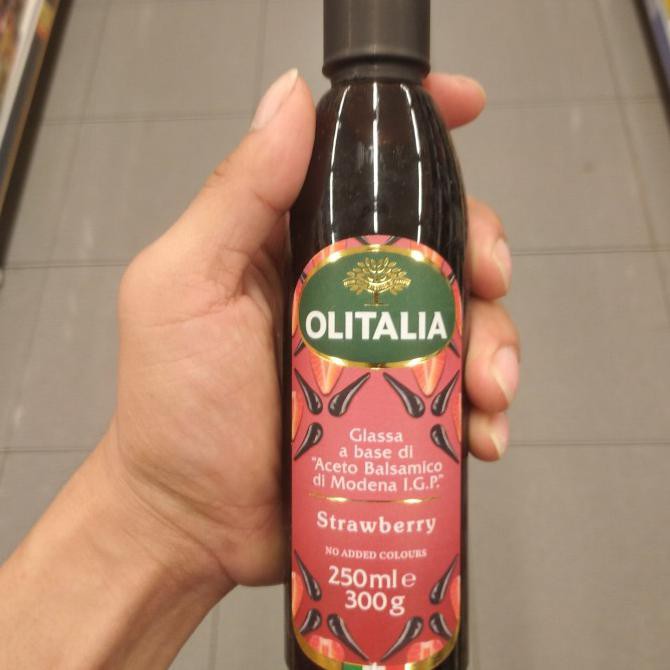 OLITALIA
Glassa
a base di
"Aceto Balsamico
di Modena I.G.P."
Strawberry
NO ADDED COLOURS
250ml e
300g